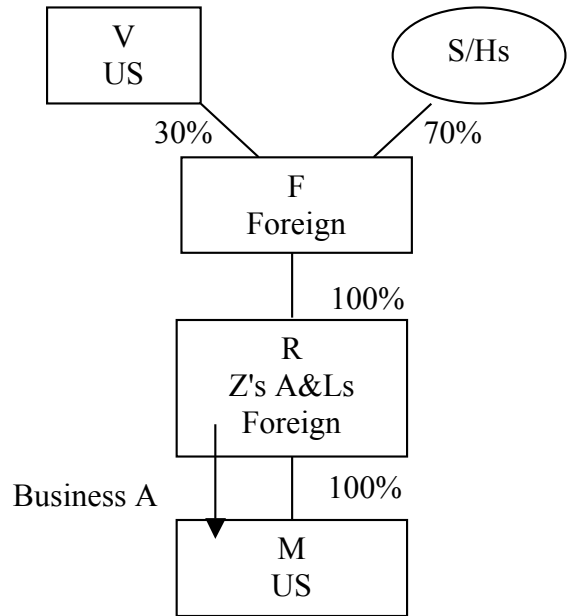 V
US
S/Hs
30%
70%
F
Foreign
100%
R
Z's A&Ls
Foreign
Business A
100%
M
US